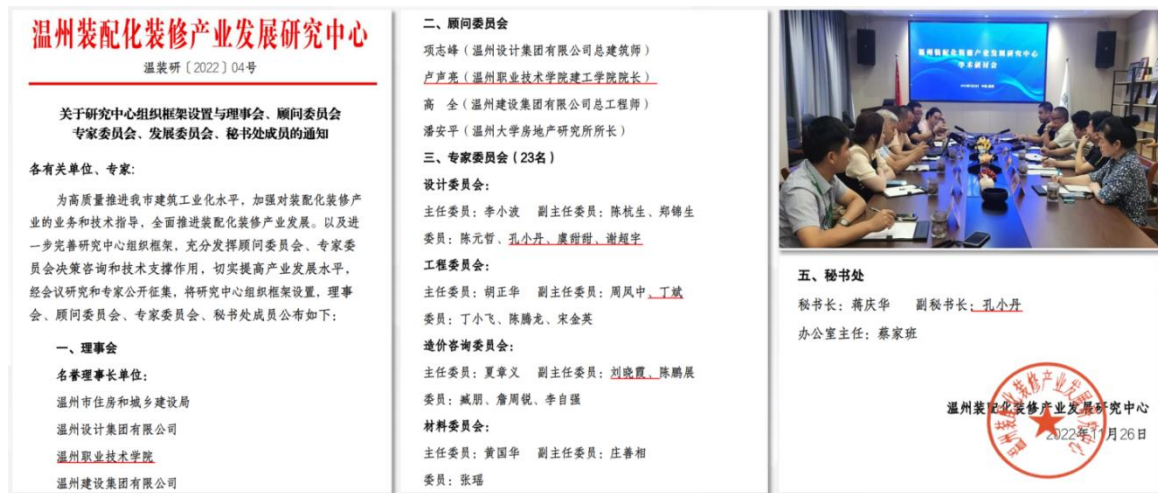 温州装配化装修产业发展研究中心
温装研〔2022〕04号
关于研究中心组织框架设置与理事会、顾问委员会
专家委员会、发展委员会、秘书处成员的通知
各有关单位、专家：
为高质量推进我市建筑工业化水平，加强对装配化装修产
业的业务和技术指导，全面推进装配化装修产业发展。以及进
一步完善研究中心组织框架，充分发挥顾问委员会、专家委
员会决策咨询和技术支撑作用，切实提高产业发展水平，
经会议研究和专家公开征集，将研究中心组织框架设置，理事
会、顾问委员会、专家委员会、秘书处成员公布如下：
一、理事会
名誉理事长单位：
温州市住房和城乡建设局
温州设计集团有限公司
温州职业技术学院
温州建设集团有限公司
二、顾问委员会
项志峰（温州设计集团有限公司总建筑师）
卢声亮（温州职业技术学院建工学院院长）
高 全（温州建设集团有限公司总工程师）
潘安平（温州大学房地产研究所所长）
三、专家委员会（23名）
设计委员会：
主任委员：李小波 副主任委员：陈杭生、郑锦生
委员：陈元哲、孔小丹、虞甜甜、谢超宇
工程委员会：
主任委员：胡正华 副主任委员：周凤中、丁斌
委员：丁小飞、陈腾龙、宋金英
造价咨询委员会：
主任委员：夏章义 副主任委员：刘晓霞、陈鹏展
委员：臧朋、詹周锐、李自强
材料委员会：
主任委员：黄国华 副主任委员：庄善相
委员：张瑶
温州装配化装修产业发展研究中心
学术研讨会
五、秘书处
秘书长：蒋庆华 副秘书长：孔小丹
办公室主任：蔡家班
温州装配化装修产业发展研究中心
2022年11月26日
温州装配化装修产业发展研究中心